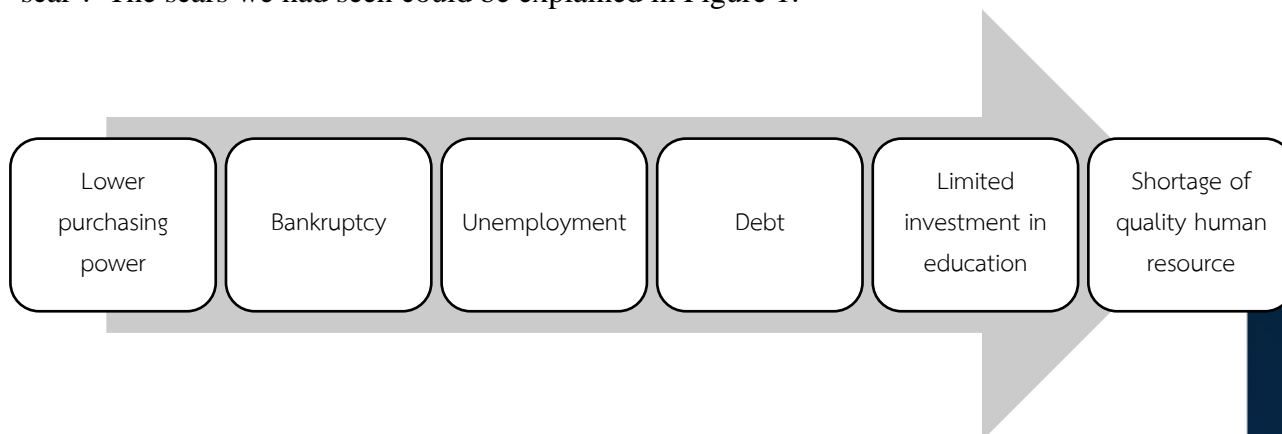 scar". The scars we had seen could be explained in Figure 1.
Lower
purchasing
power
Bankruptcy
Unemployment
Debt
Limited
investment in
education
Shortage of
quality human
resource